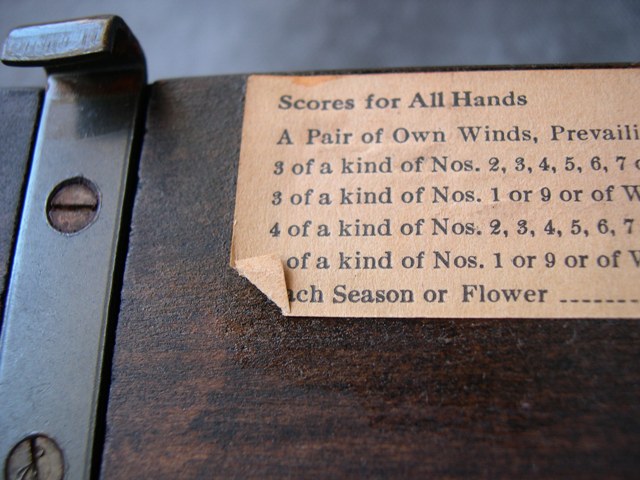 Scores for All Hands
A Pair of Own Winds, Prevaili
3 of a kind of Nos. 2, 3, 4, 5, 6, 7 o
3 of a kind of Nos. 1 or 9 or of W
4 of a kind of Nos. 2, 3, 4, 5, 6, 7
of a kind of Nos. 1 or 9 or of W
ach Season or Flower -------